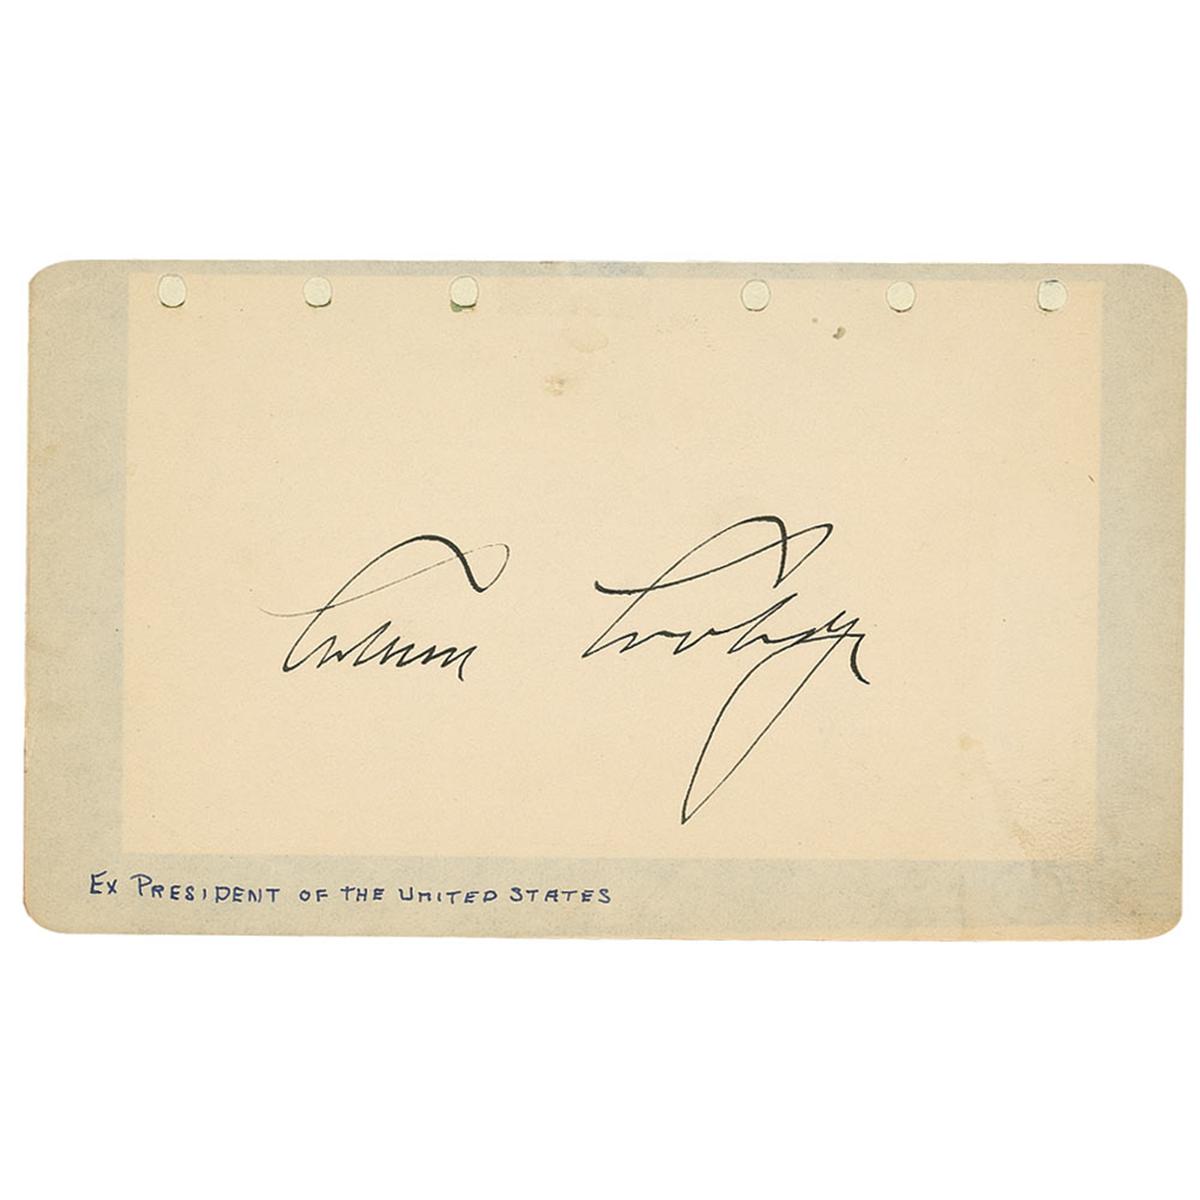 Calvin Coolidge
Ex PRESIDENT OF THE UNITED STATES